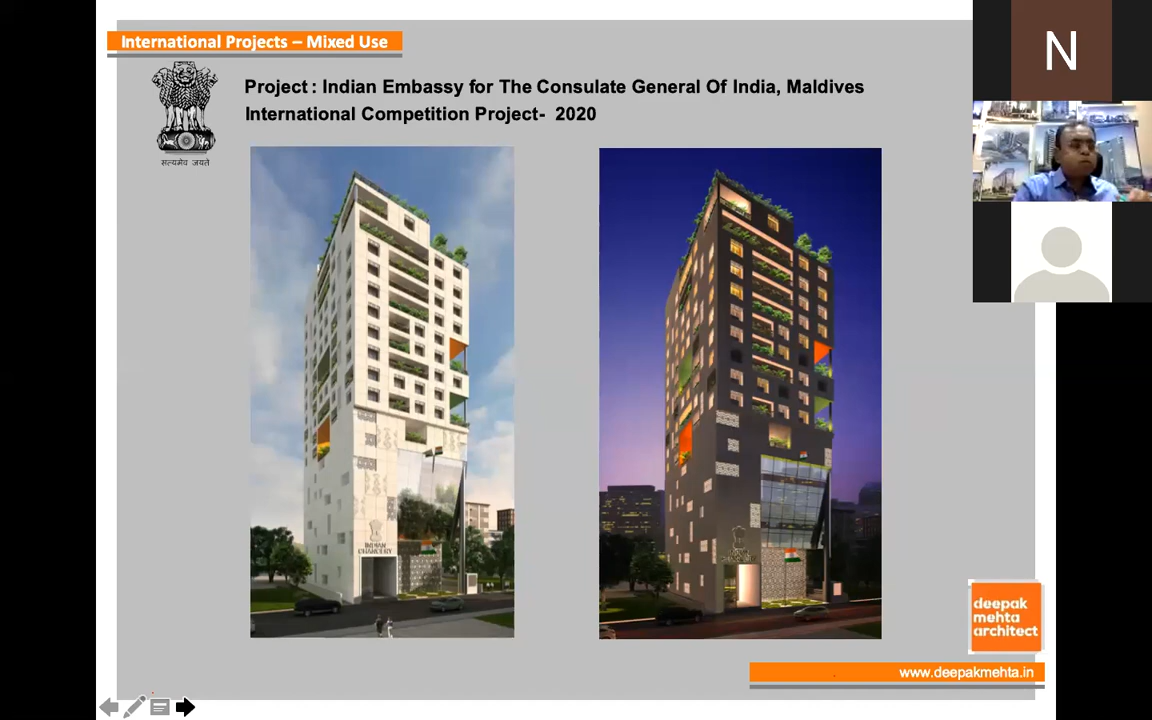 International Projects – Mixed Use
N
Project : Indian Embassy for The Consulate General Of India, Maldives
International Competition Project- 2020
सत्यमेव जयते
INDIAN
CHANCERY
deepak
mehta
architect
www.deepakmehta.in